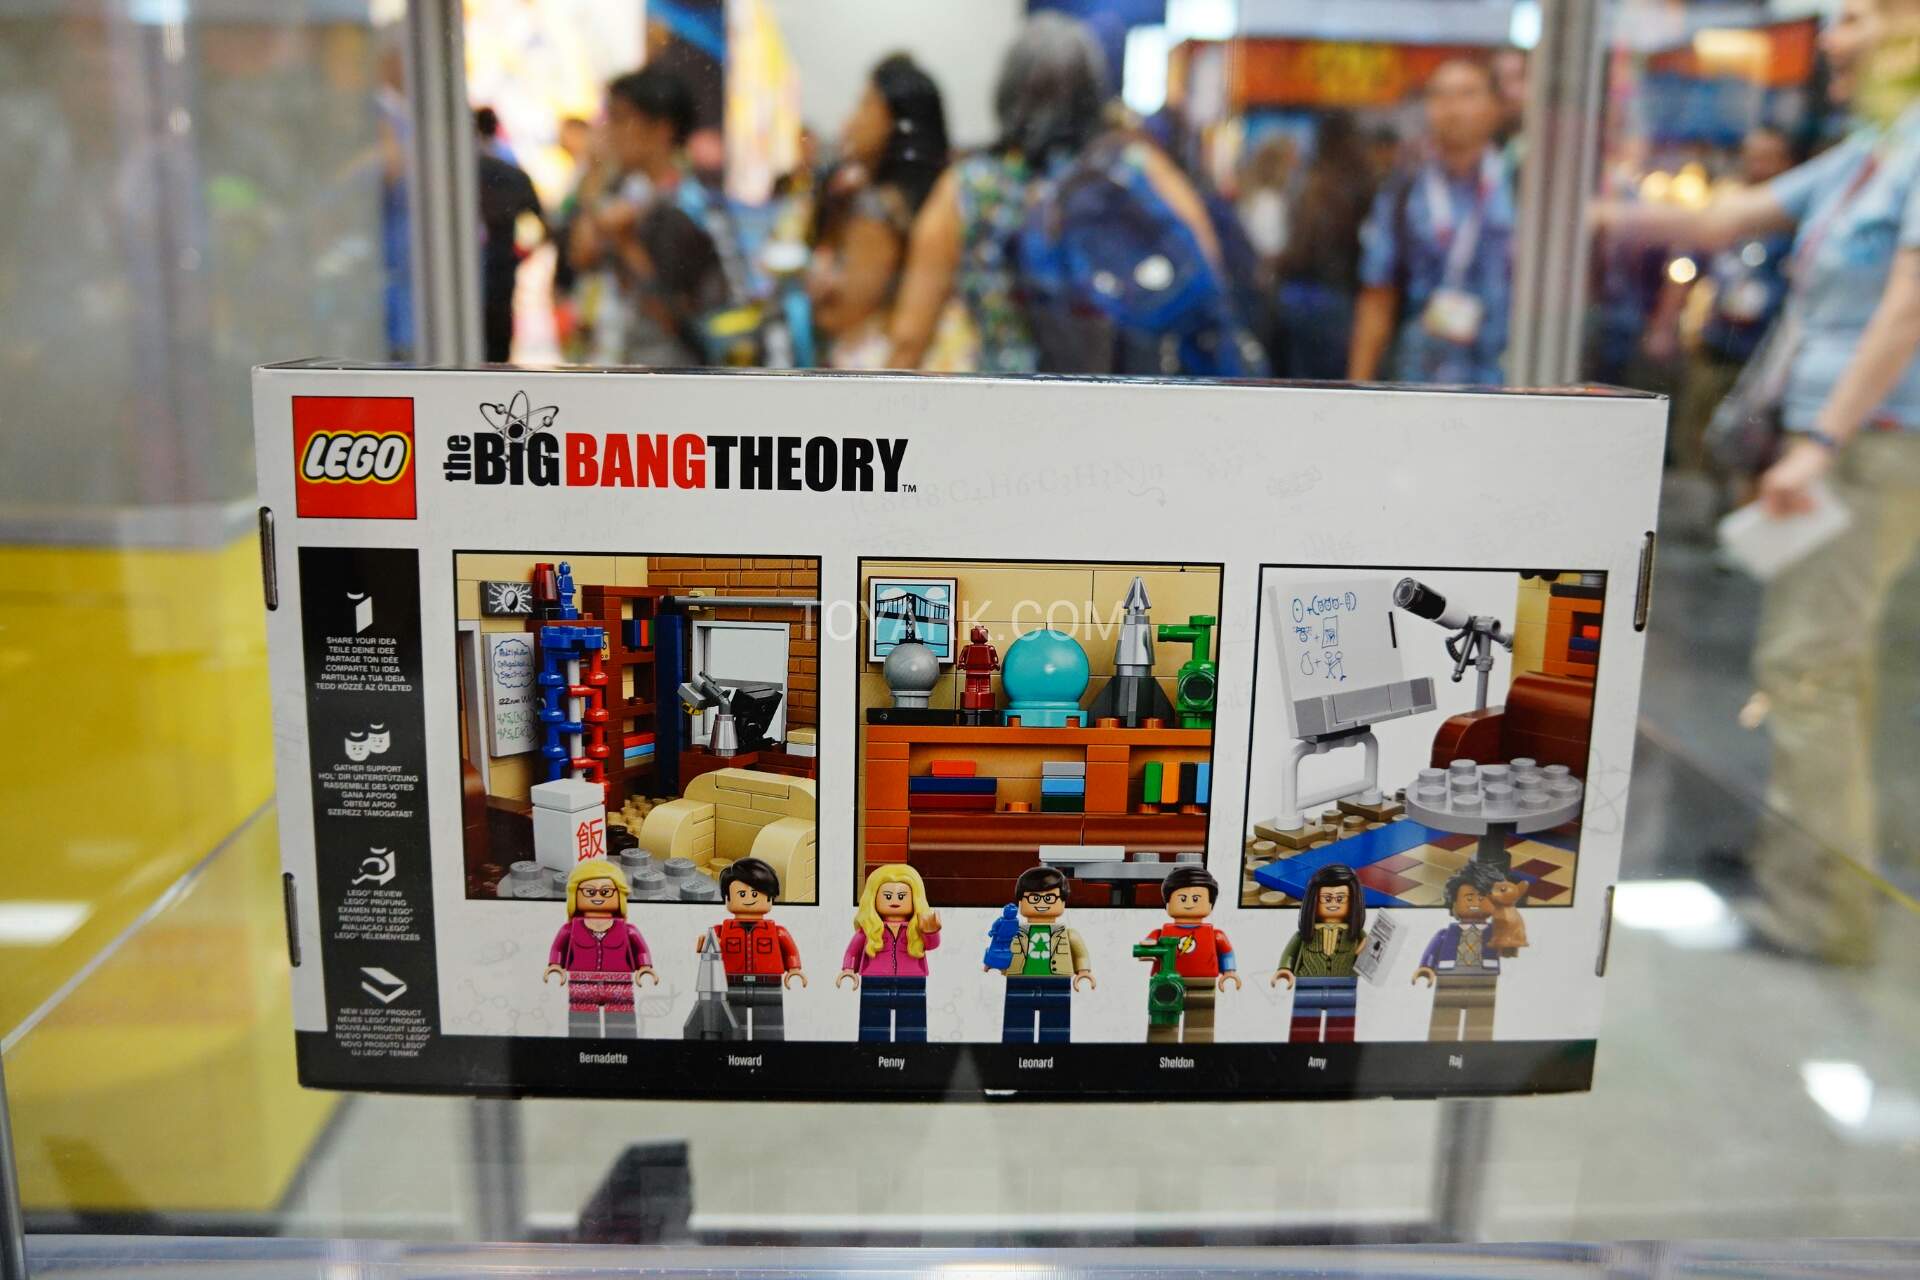 LEGO
the BIG BANG THEORY™
SHARE YOUR IDEA
TEILE DEINE IDEE
PARTAGE TON IDÉE
COMPARTE TU IDEA
PARTILHA A TUA IDEIA
TEDD KÖZZÉ AZ ÖTLETED
GATHER SUPPORT
HOL' DIR UNTERSTÜTZUNG
RASSEMBLE DES VOTES
GANA APOYOS
OBTÉM APOIO
SZEREZZ TÁMOGATAST
LEGO® REVIEW
LEGO® PRÜFUNG
EXAMEN PAR LEGO®
REVISIÓN DE LEGO®
AVALIAÇÃO LEGO®
LEGO® VÉLEMÉNYEZÉS
NEW LEGO® PRODUCT
NEUES LEGO® PRODUKT
NOUVEAU PRODUIT LEGO®
NUEVO PRODUCTO LEGO®
NOVO PRODUTO LEGO®
ÚJ LEGO® TERMÉK
飯
TOYARK.COM
Bernadette
Howard
Penny
Leonard
Sheldon
Amy
Raj